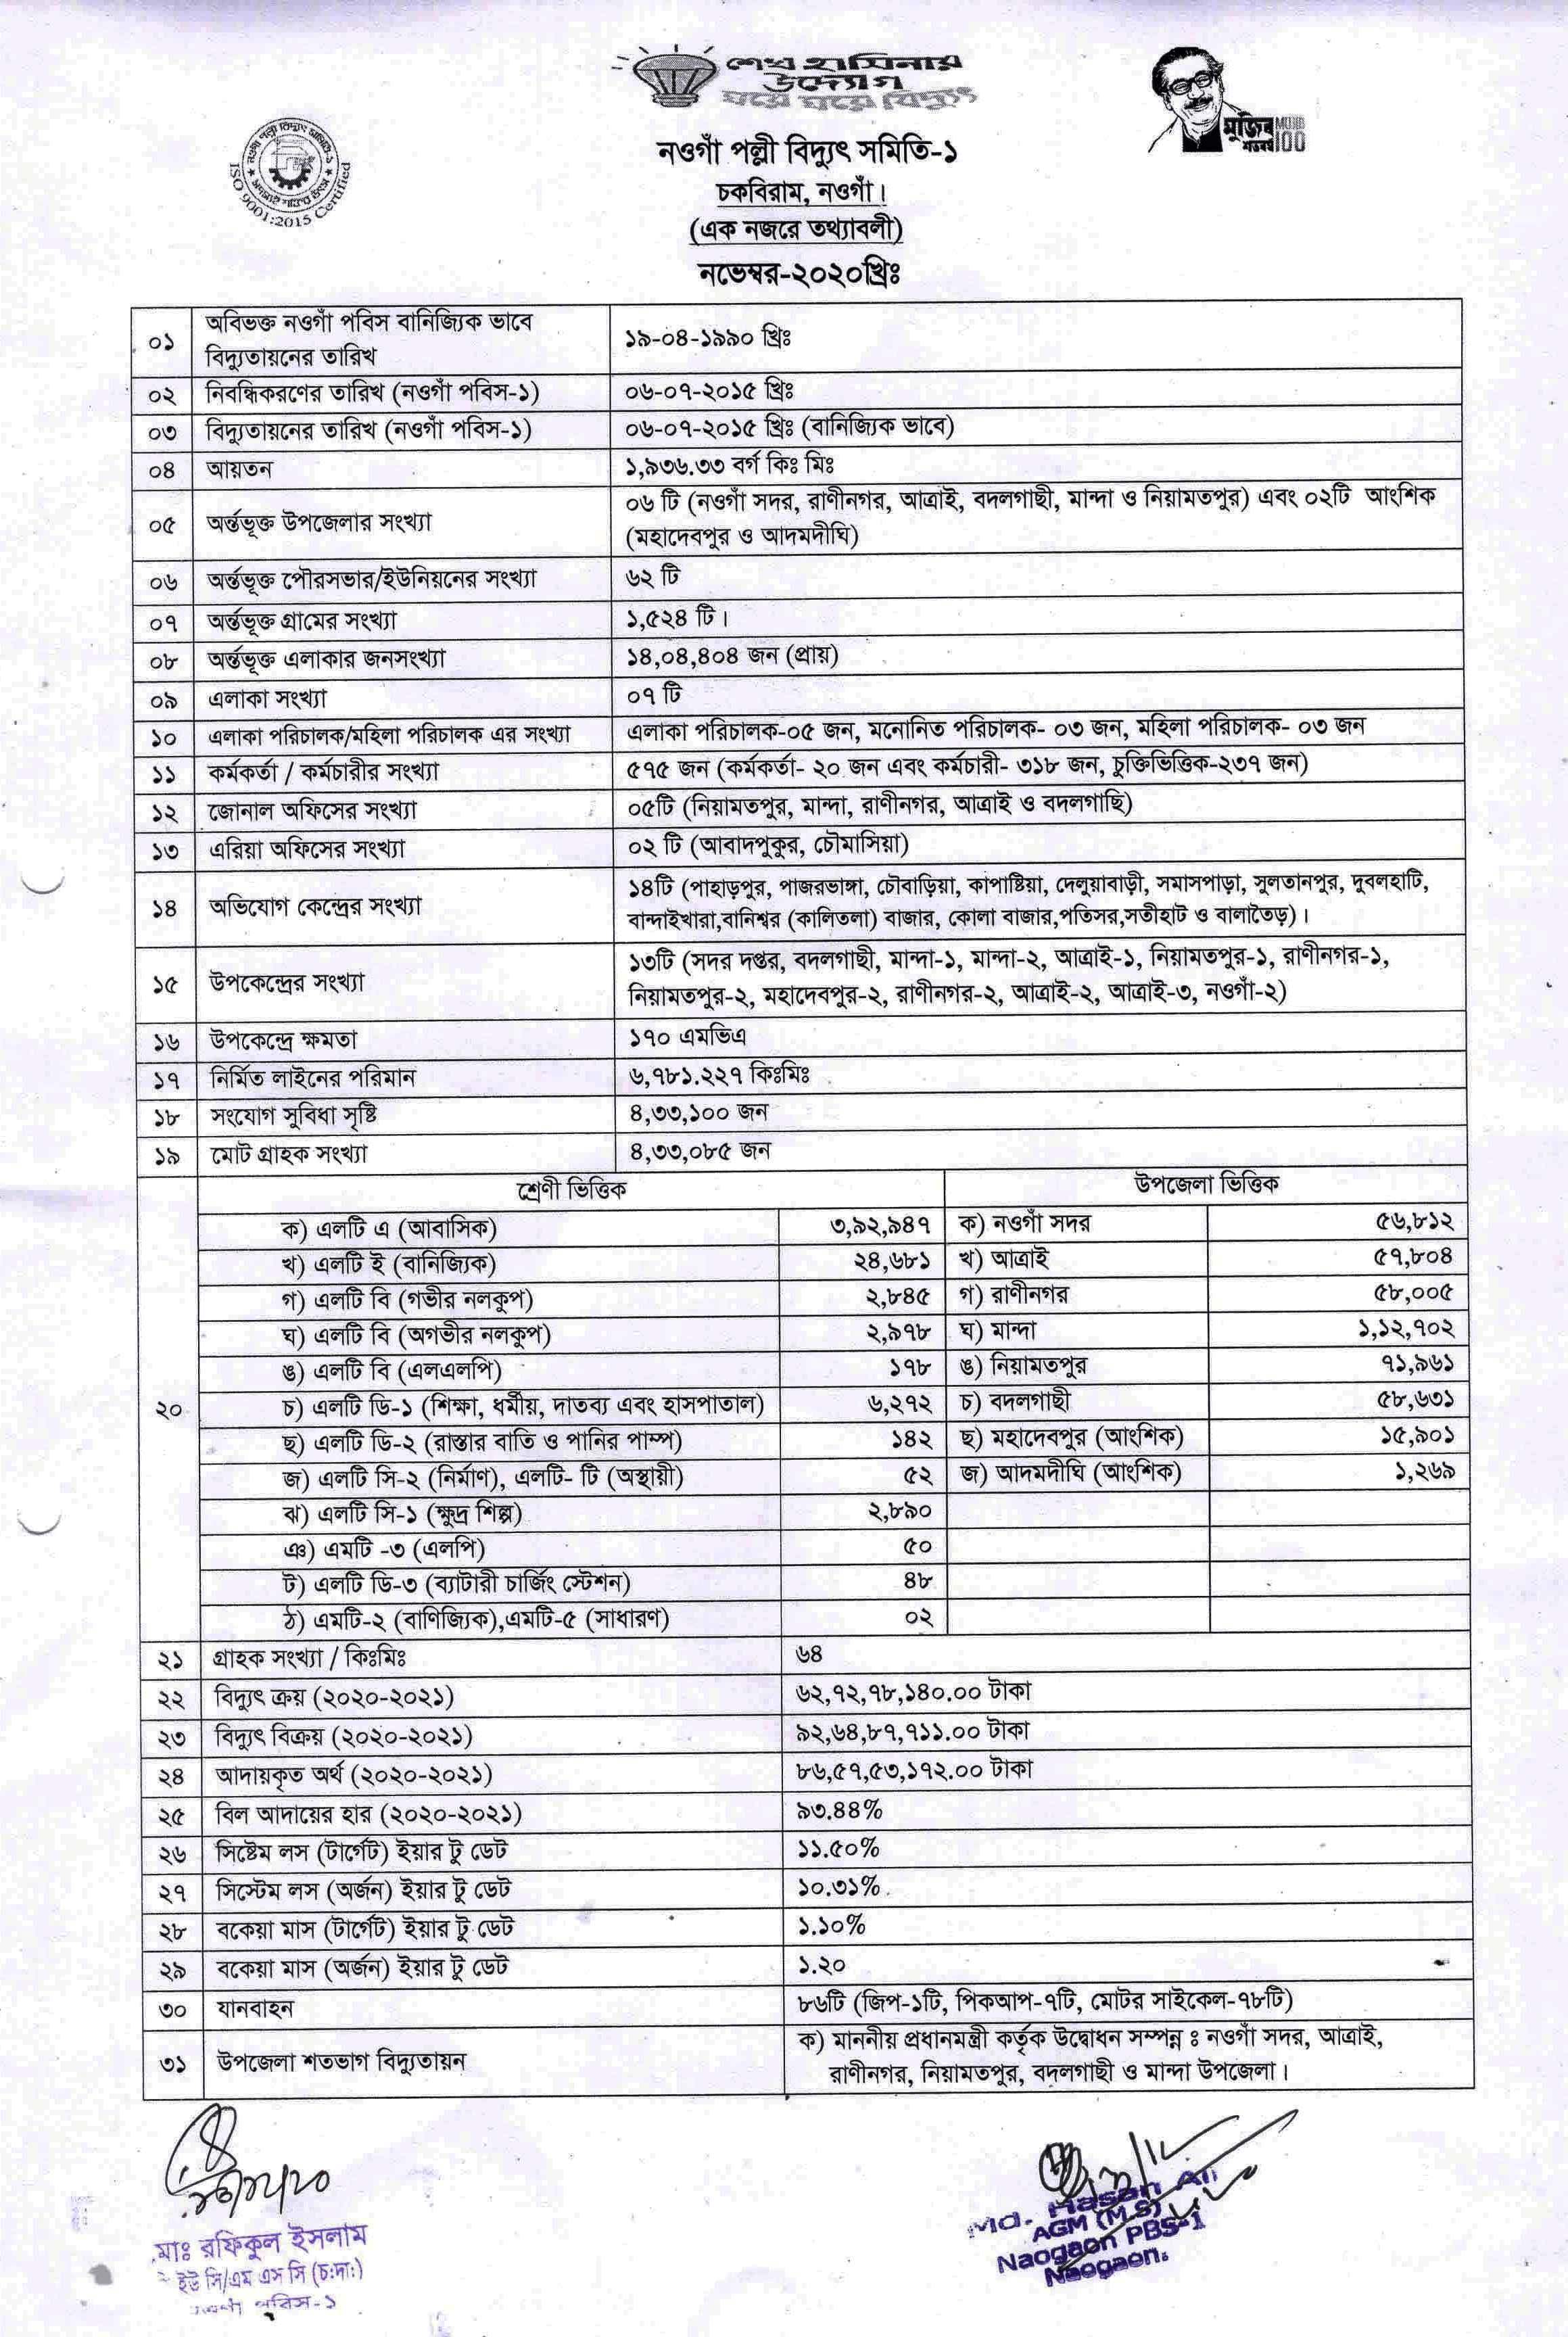 শেখ হাসিনার
উদ্যোগ
ঘরে ঘরে বিদ্যুৎ
মুজিব MUJIB
শতবর্ষ 100
ISO 9001:2015 Certified
নওগাঁ পল্লী বিদ্যুৎ সমিতি-১
চকবিরাম, নওগাঁ।
(এক নজরে তথ্যাবলী)
নভেম্বর-২০২০খ্রিঃ
০১ অবিভক্ত নওগাঁ পবিস বানিজ্যিক ভাবে
বিদ্যুতায়নের তারিখ ১৯-০৪-১৯৯০ খ্রিঃ
০২ নিবন্ধিকরণের তারিখ (নওগাঁ পবিস-১) ০৬-০৭-২০১৫ খ্রিঃ
০৩ বিদ্যুতায়নের তারিখ (নওগাঁ পবিস-১) ০৬-০৭-২০১৫ খ্রিঃ (বানিজ্যিক ভাবে)
০৪ আয়তন ১,৯৩৬.৩৩ বর্গ কিঃ মিঃ
০৫ অর্ন্তভূক্ত উপজেলার সংখ্যা ০৬ টি (নওগাঁ সদর, রাণীনগর, আত্রাই, বদলগাছী, মান্দা ও নিয়ামতপুর) এবং ০২টি আংশিক
(মহাদেবপুর ও আদমদীঘি)
০৬ অর্ন্তভূক্ত পৌরসভার/ইউনিয়নের সংখ্যা ৬২ টি
০৭ অর্ন্তভূক্ত গ্রামের সংখ্যা ১,৫২৪ টি।
০৮ অর্ন্তভূক্ত এলাকার জনসংখ্যা ১৪,০৪,৪০৪ জন (প্রায়)
০৯ এলাকা সংখ্যা ০৭ টি
১০ এলাকা পরিচালক/মহিলা পরিচালক এর সংখ্যা এলাকা পরিচালক-০৫ জন, মনোনিত পরিচালক- ০৩ জন, মহিলা পরিচালক- ০৩ জন
১১ কর্মকর্তা / কর্মচারীর সংখ্যা ৫৭৫ জন (কর্মকর্তা- ২০ জন এবং কর্মচারী- ৩১৮ জন, চুক্তিভিত্তিক-২৩৭ জন)
১২ জোনাল অফিসের সংখ্যা ০৫টি (নিয়ামতপুর, মান্দা, রাণীনগর, আত্রাই ও বদলগাছি)
১৩ এরিয়া অফিসের সংখ্যা ০২ টি (আবাদপুকুর, চৌমাসিয়া)
১৪ অভিযোগ কেন্দ্রের সংখ্যা ১৪টি (পাহাড়পুর, পাজরভাঙ্গা, চৌবাড়িয়া, কাপাষ্টিয়া, দেলুয়াবাড়ী, সমাসপাড়া, সুলতানপুর, দুবলহাটি,
বান্দাইখারা,বানিশ্বর (কালিতলা) বাজার, কোলা বাজার,পতিসর,সতীহাট ও বালাতৈড়)।
১৫ উপকেন্দ্রের সংখ্যা ১৩টি (সদর দপ্তর, বদলগাছী, মান্দা-১, মান্দা-২, আত্রাই-১, নিয়ামতপুর-১, রাণীনগর-১,
নিয়ামতপুর-২, মহাদেবপুর-২, রাণীনগর-২, আত্রাই-২, আত্রাই-৩, নওগাঁ-২)
১৬ উপকেন্দ্রে ক্ষমতা ১৭০ এমভিএ
১৭ নির্মিত লাইনের পরিমান ৬,৭৮১.২২৭ কিঃমিঃ
১৮ সংযোগ সুবিধা সৃষ্টি ৪,৩৩,১০০ জন
১৯ মোট গ্রাহক সংখ্যা ৪,৩৩,০৮৫ জন
শ্রেণী ভিত্তিক উপজেলা ভিত্তিক
ক) এলটি এ (আবাসিক) ৩,৯২,৯৪৭ ক) নওগাঁ সদর ৫৬,৮১২
খ) এলটি ই (বানিজ্যিক) ২৪,৬৮১ খ) আত্রাই ৫৭,৮০৪
গ) এলটি বি (গভীর নলকুপ) ২,৮৪৫ গ) রাণীনগর ৫৮,০০৫
ঘ) এলটি বি (অগভীর নলকুপ) ২,৯৭৮ ঘ) মান্দা ১,১২,৭০২
ঙ) এলটি বি (এলএলপি) ১৭৮ ঙ) নিয়ামতপুর ৭১,৯৬১
২০ চ) এলটি ডি-১ (শিক্ষা, ধর্মীয়, দাতব্য এবং হাসপাতাল) ৬,২৭২ চ) বদলগাছী ৫৮,৬৩১
ছ) এলটি ডি-২ (রাস্তার বাতি ও পানির পাম্প) ১৪২ ছ) মহাদেবপুর (আংশিক) ১৫,৯০১
জ) এলটি সি-২ (নির্মাণ), এলটি- টি (অস্থায়ী) ৫২ জ) আদমদীঘি (আংশিক) ১,২৬৯
ঝ) এলটি সি-১ (ক্ষুদ্র শিল্প) ২,৮৯০
ঞ) এমটি -৩ (এলপি) ৫০
ট) এলটি ডি-৩ (ব্যাটারী চার্জিং স্টেশন) ৪৮
ঠ) এমটি-২ (বাণিজ্যিক),এমটি-৫ (সাধারণ) ০২
২১ গ্রাহক সংখ্যা / কিঃমিঃ ৬৪
২২ বিদ্যুৎ ক্রয় (২০২০-২০২১) ৬২,৭২,৭৮,১৪০.০০ টাকা
২৩ বিদ্যুৎ বিক্রয় (২০২০-২০২১) ৯২,৬৪,৮৭,৭১১.০০ টাকা
২৪ আদায়কৃত অর্থ (২০২০-২০২১) ৮৬,৫৭,৫৩,১৭২.০০ টাকা
২৫ বিল আদায়ের হার (২০২০-২০২১) ৯৩.৪৪%
২৬ সিষ্টেম লস (টার্গেট) ইয়ার টু ডেট ১১.৫০%
২৭ সিস্টেম লস (অর্জন) ইয়ার টু ডেট ১০.৩১%
২৮ বকেয়া মাস (টার্গেট) ইয়ার টু ডেট ১.১০%
২৯ বকেয়া মাস (অর্জন) ইয়ার টু ডেট ১.২০
৩০ যানবাহন ৮৬টি (জিপ-১টি, পিকআপ-৭টি, মোটর সাইকেল-৭৮টি)
৩১ উপজেলা শতভাগ বিদ্যুতায়ন ক) মাননীয় প্রধানমন্ত্রী কর্তৃক উদ্বোধন সম্পন্ন ঃ নওগাঁ সদর, আত্রাই,
রাণীনগর, নিয়ামতপুর, বদলগাছী ও মান্দা উপজেলা।
মোঃ রফিকুল ইসলাম
ইউ সি/এম এস সি (চ:দা:)
পবিস-১
Md. Hasan Ali
AGM (M.S)
Naogaon PBS-1
Naogaon.